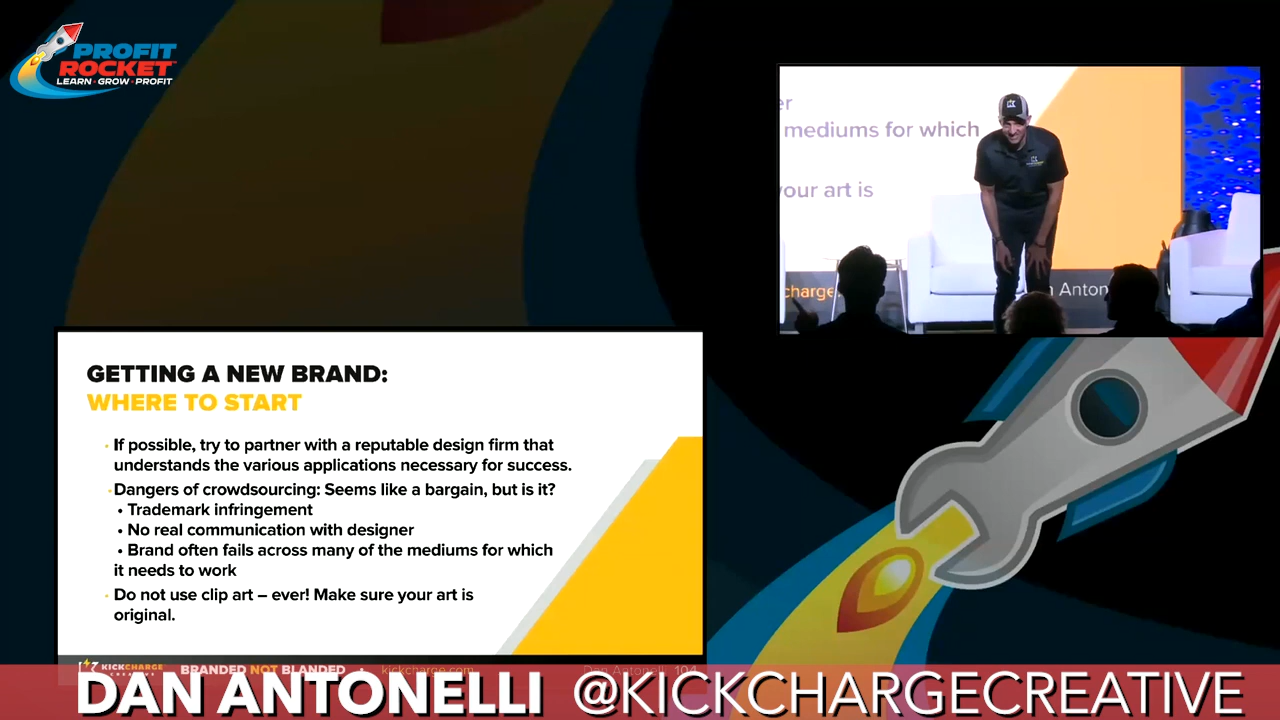 PROFIT
ROCKET
LEARN · GROW · PROFIT
er
mediums for which
your art is
charge
n Anton
GETTING A NEW BRAND:
WHERE TO START
· If possible, try to partner with a reputable design firm that
understands the various applications necessary for success.
· Dangers of crowdsourcing: Seems like a bargain, but is it?
• Trademark infringement
• No real communication with designer
• Brand often fails across many of the mediums for which
it needs to work
· Do not use clip art – ever! Make sure your art is
original.
KICKCHARGE BRANDED NOT BLANDED • kickcharge.com Dan Antonelli 104
DAN ANTONELLI @KICKCHARGECREATIVE